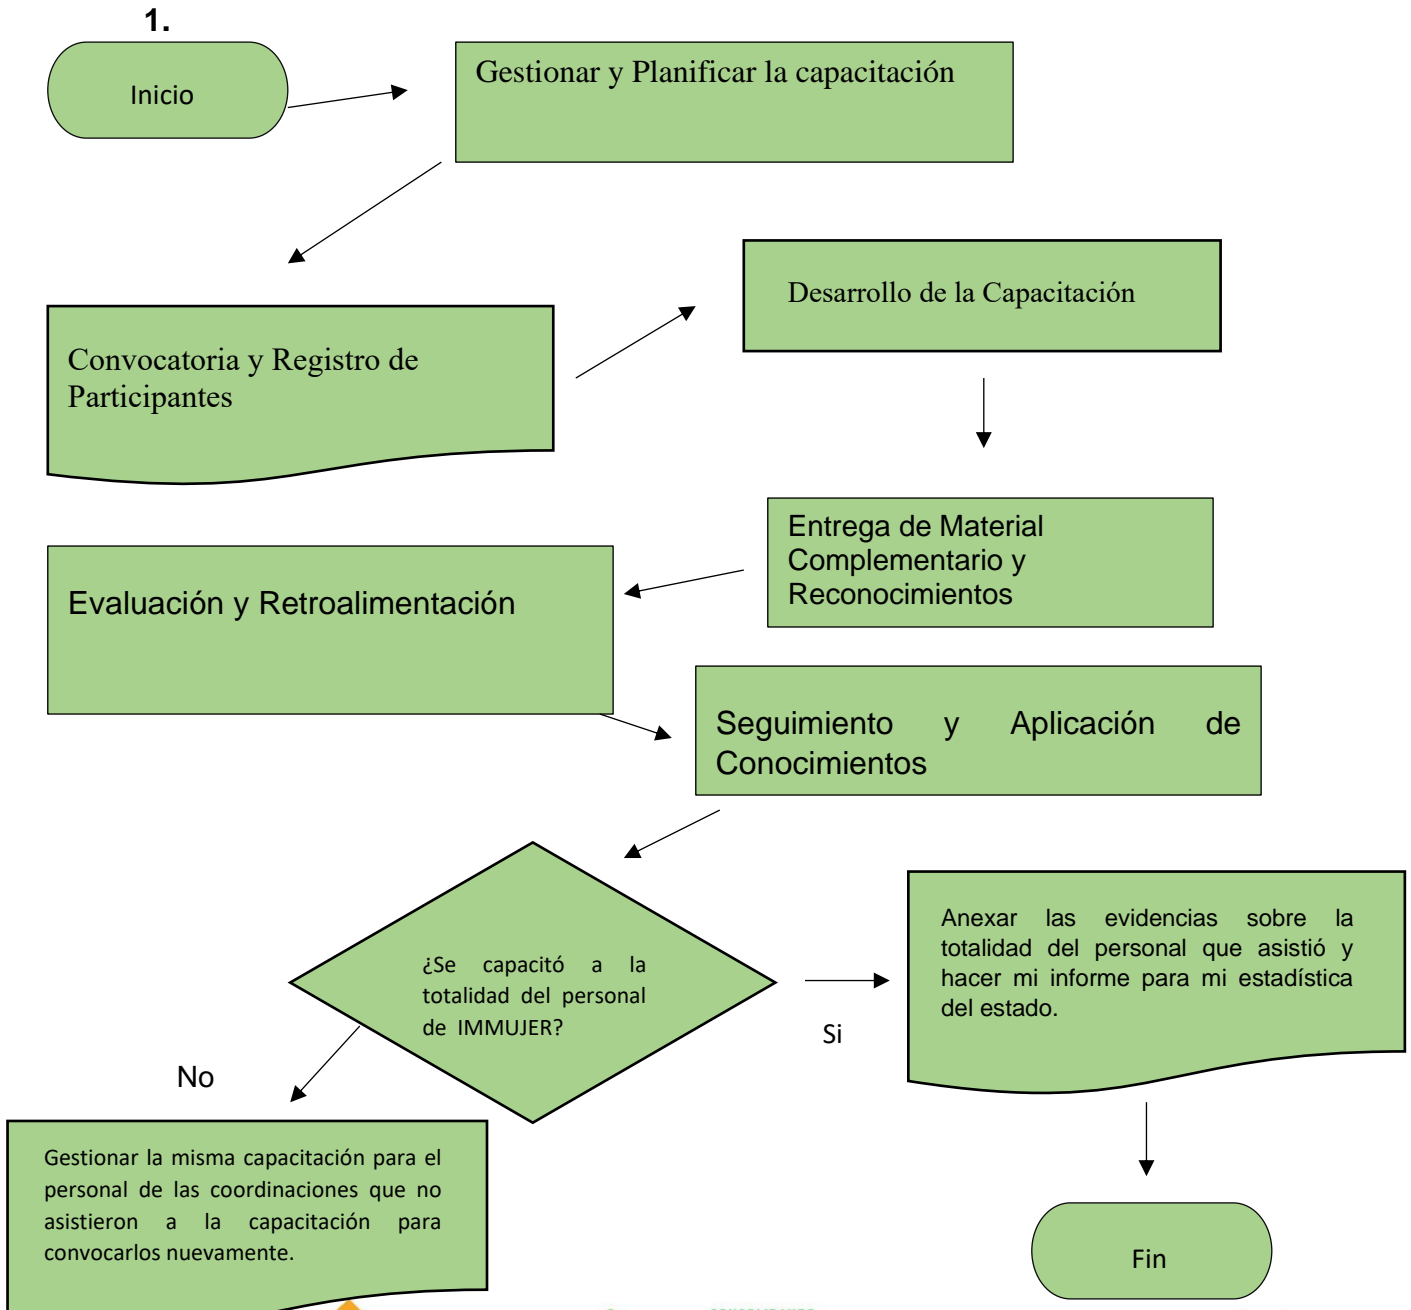 1.
Inicio
Gestionar y Planificar la capacitación
Desarrollo de la Capacitación
Convocatoria y Registro de
Participantes
Entrega de Material
Complementario y
Reconocimientos
Evaluación y Retroalimentación
Seguimiento y Aplicación de
Conocimientos
¿Se capacitó a la
totalidad del personal
de IMMUJER?
Si
Anexar las evidencias sobre la
totalidad del personal que asistió y
hacer mi informe para mi estadística
del estado.
No
Gestionar la misma capacitación para el
personal de las coordinaciones que no
asistieron a la capacitación para
convocarlos nuevamente.
Fin